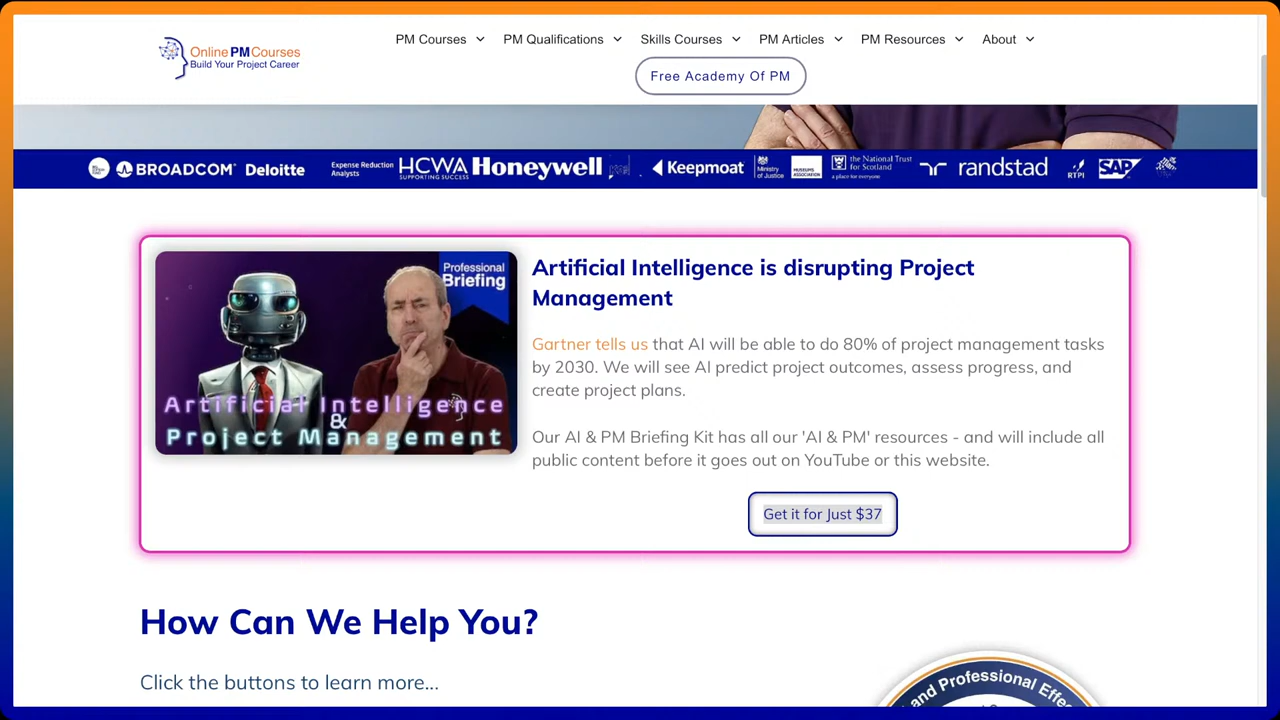 Online PM Courses
Build Your Project Career
PM Courses PM Qualifications Skills Courses PM Articles PM Resources About
Free Academy Of PM
BROADCOM Deloitte Expense Reduction Analysts HCWA SUPPORTING SUCCESS Honeywell Keepmoat Ministry of Justice MUSEUMS ASSOCIATION the National Trust for Scotland a place for everyone randstad RTPI SAP
Professional
Briefing
Artificial Intelligence
&
Project Management
Artificial Intelligence is disrupting Project
Management
Gartner tells us that AI will be able to do 80% of project management tasks
by 2030. We will see AI predict project outcomes, assess progress, and
create project plans.
Our AI & PM Briefing Kit has all our 'AI & PM' resources - and will include all
public content before it goes out on YouTube or this website.
Get it for Just $37
How Can We Help You?
Click the buttons to learn more...
and Professional